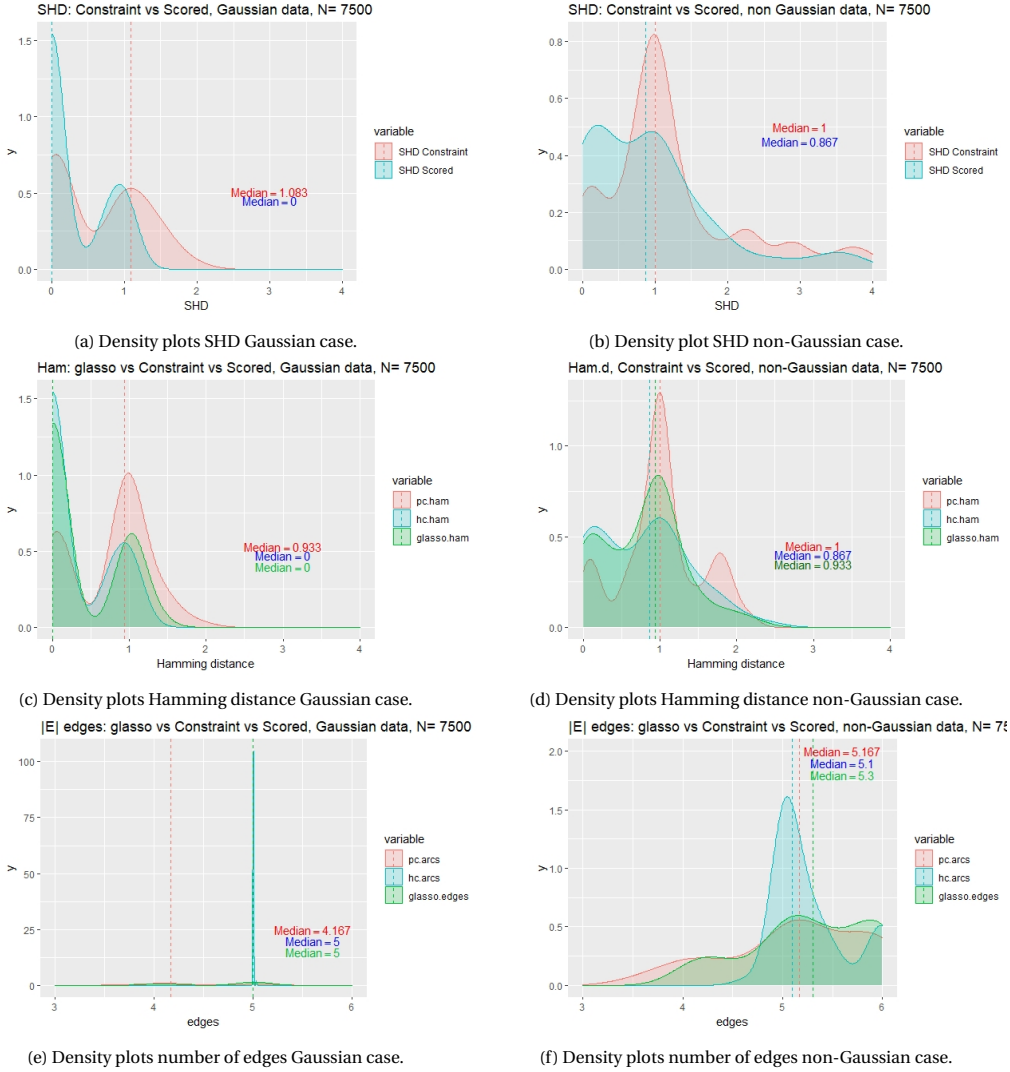 SHD: Constraint vs Scored, Gaussian data, N= 7500
1.5
1.0
0.5
0.0
y
0
1
2
3
4
SHD
Median = 1.083
Median = 0
variable
SHD Constraint
SHD Scored
(a) Density plots SHD Gaussian case.
SHD: Constraint vs Scored, non Gaussian data, N= 7500
0.8
0.6
0.4
0.2
0.0
y
0
1
2
3
4
SHD
Median = 1
Median = 0.867
variable
SHD Constraint
SHD Scored
(b) Density plot SHD non-Gaussian case.
Ham: glasso vs Constraint vs Scored, Gaussian data, N= 7500
1.5
1.0
0.5
0.0
y
0
1
2
3
4
Hamming distance
Median = 0.933
Median = 0
Median = 0
variable
pc.ham
hc.ham
glasso.ham
(c) Density plots Hamming distance Gaussian case.
Ham.d, Constraint vs Scored, non-Gaussian data, N= 7500
1.0
0.5
0.0
y
0
1
2
3
4
Hamming distance
Median = 1
Median = 0.867
Median = 0.933
variable
pc.ham
hc.ham
glasso.ham
(d) Density plots Hamming distance non-Gaussian case.
|E| edges: glasso vs Constraint vs Scored, Gaussian data, N= 7500
100
75
50
25
0
y
3
4
5
6
edges
Median = 4.167
Median = 5
Median = 5
variable
pc.arcs
hc.arcs
glasso.edges
(e) Density plots number of edges Gaussian case.
|E| edges: glasso vs Constraint vs Scored, non-Gaussian data, N= 75
2.0
1.5
1.0
0.5
0.0
y
3
4
5
6
edges
Median = 5.167
Median = 5.1
Median = 5.3
variable
pc.arcs
hc.arcs
glasso.edges
(f) Density plots number of edges non-Gaussian case.